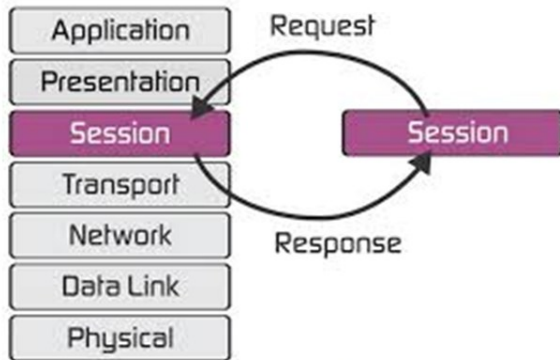 Application
Request
Presentation
Session
Session
Transport
Network
Response
Data Link
Physical